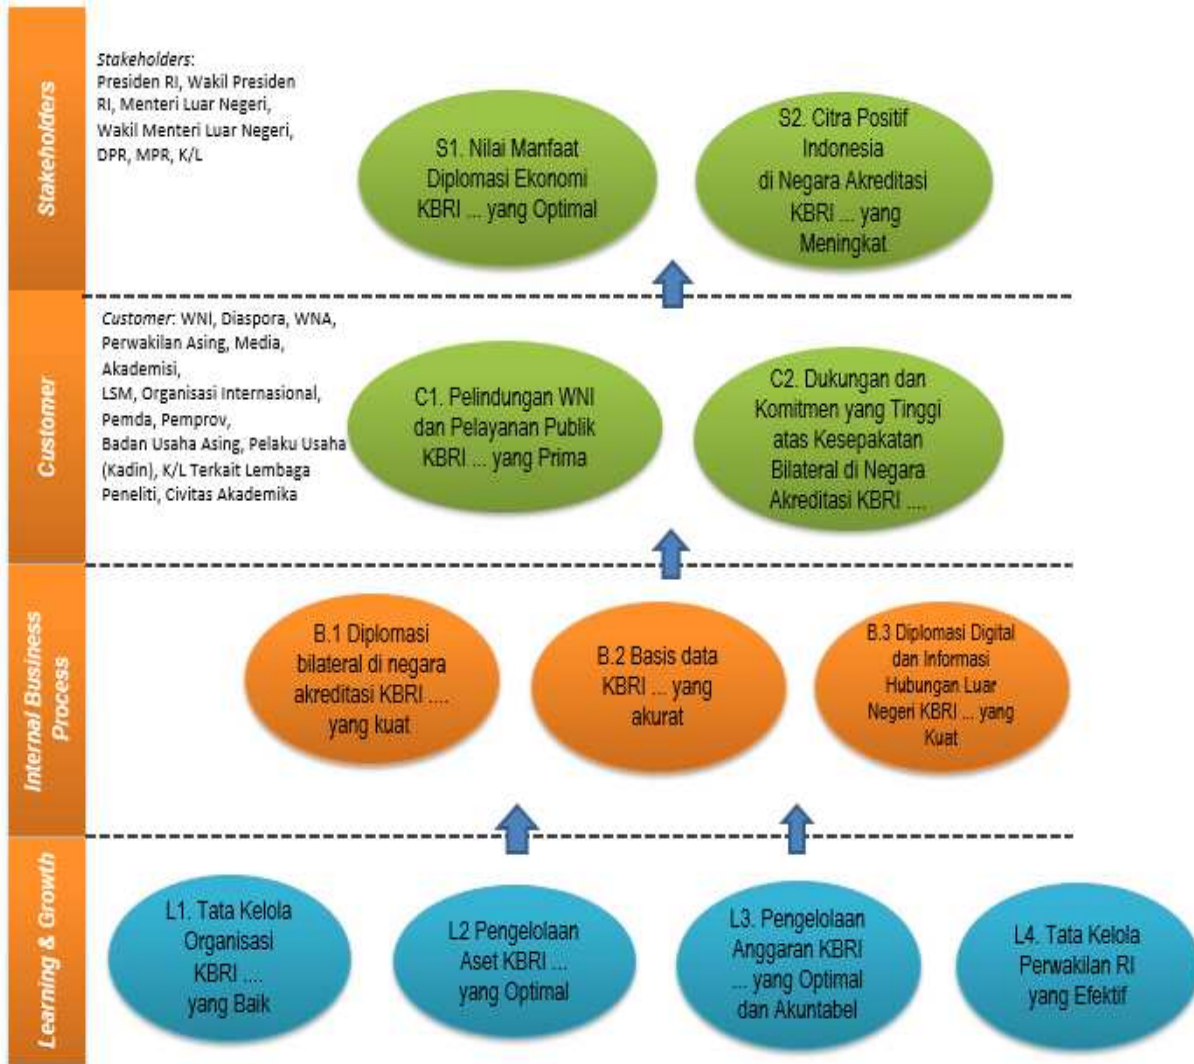 Stakeholders
Stakeholders:
Presiden RI, Wakil Presiden
RI, Menteri Luar Negeri,
Wakil Menteri Luar Negeri,
DPR, MPR, K/L
S1. Nilai Manfaat
Diplomasi Ekonomi
KBRI ... yang Optimal
S2. Citra Positif
Indonesia
di Negara Akreditasi
KBRI ... yang
Meningkat
Customer
Customer: WNI, Diaspora, WNA,
Perwakilan Asing, Media,
Akademisi,
LSM, Organisasi Internasional,
Pemda, Pemprov,
Badan Usaha Asing, Pelaku Usaha
(Kadin), K/L Terkait Lembaga
Peneliti, Civitas Akademika
C1. Pelindungan WNI
dan Pelayanan Publik
KBRI ... yang Prima
C2. Dukungan dan
Komitmen yang Tinggi
atas Kesepakatan
Bilateral di Negara
Akreditasi KBRI ....
Internal Business
Process
B.1 Diplomasi
bilateral di negara
akreditasi KBRI ....
yang kuat
B.2 Basis data
KBRI ... yang
akurat
B.3 Diplomasi Digital
dan Informasi
Hubungan Luar
Negeri KBRI ... yang
Kuat
Learning & Growth
L1. Tata Kelola
Organisasi
KBRI ....
yang Baik
L2 Pengelolaan
Aset KBRI ...
yang Optimal
L3. Pengelolaan
Anggaran KBRI
... yang Optimal
dan Akuntabel
L4. Tata Kelola
Perwakilan RI
yang Efektif